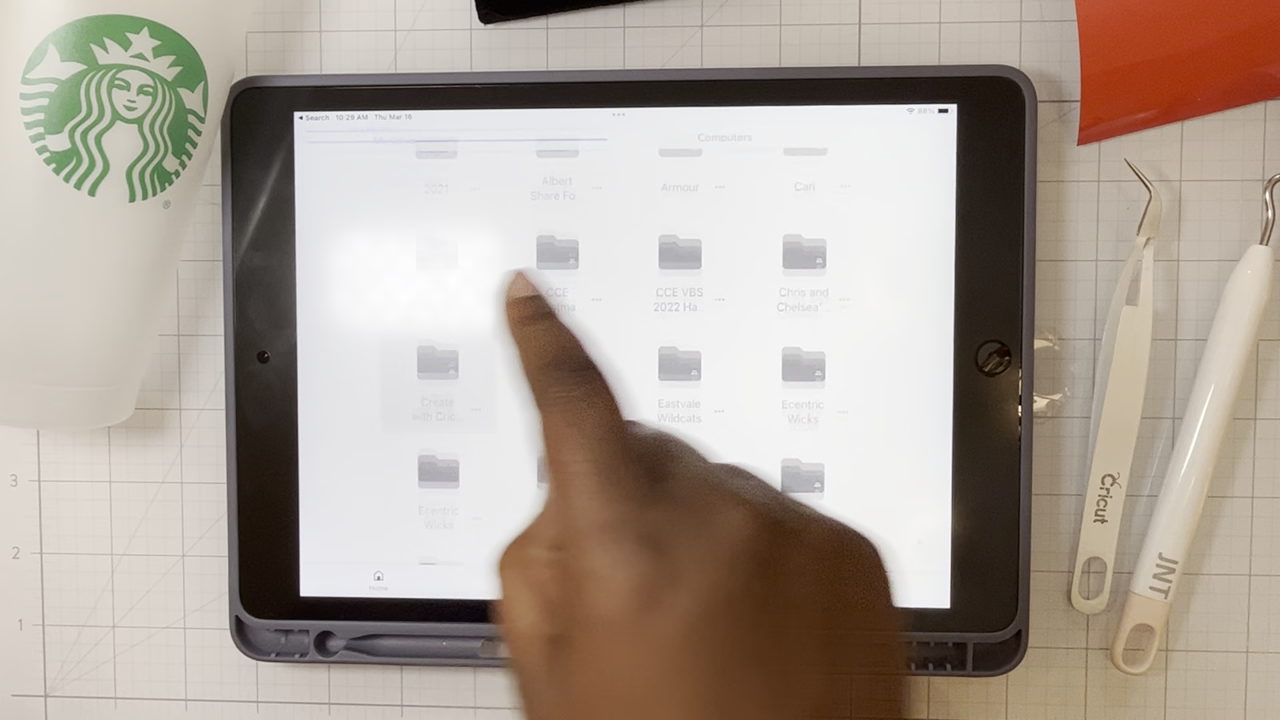 Search 10:29 AM Thu Mar 16
88%
Computers
2021
Albert
Share Fo...
Armour
Cari
CCE
CCE VBS
2022 Ha...
Chris and
Chelsea'...
Create
with Cric...
Eastvale
Wildcats
Ecentric
Wicks
Ecentric
Wicks
Home
®
3
2
1
Cricut
JNT